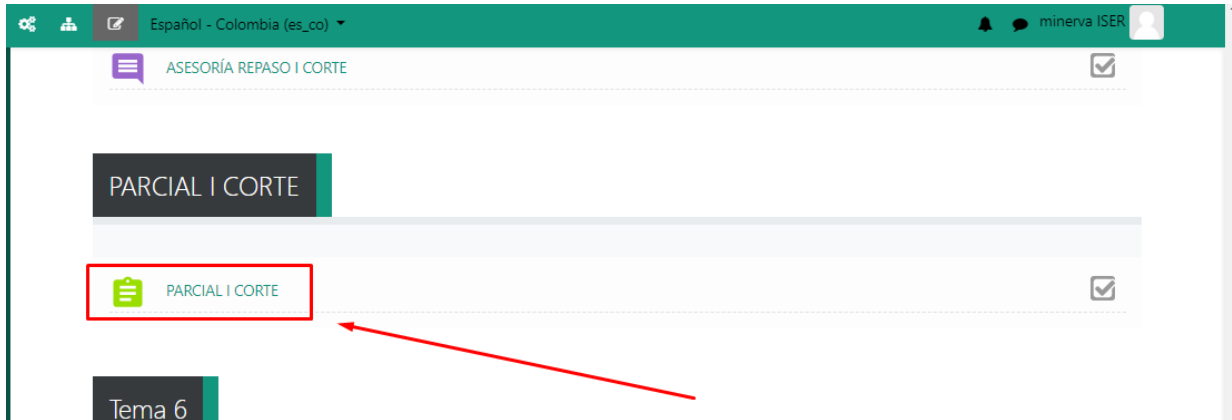 Español - Colombia (es_co)
minerva ISER
ASESORÍA REPASO I CORTE
PARCIAL I CORTE
PARCIAL I CORTE
Tema 6